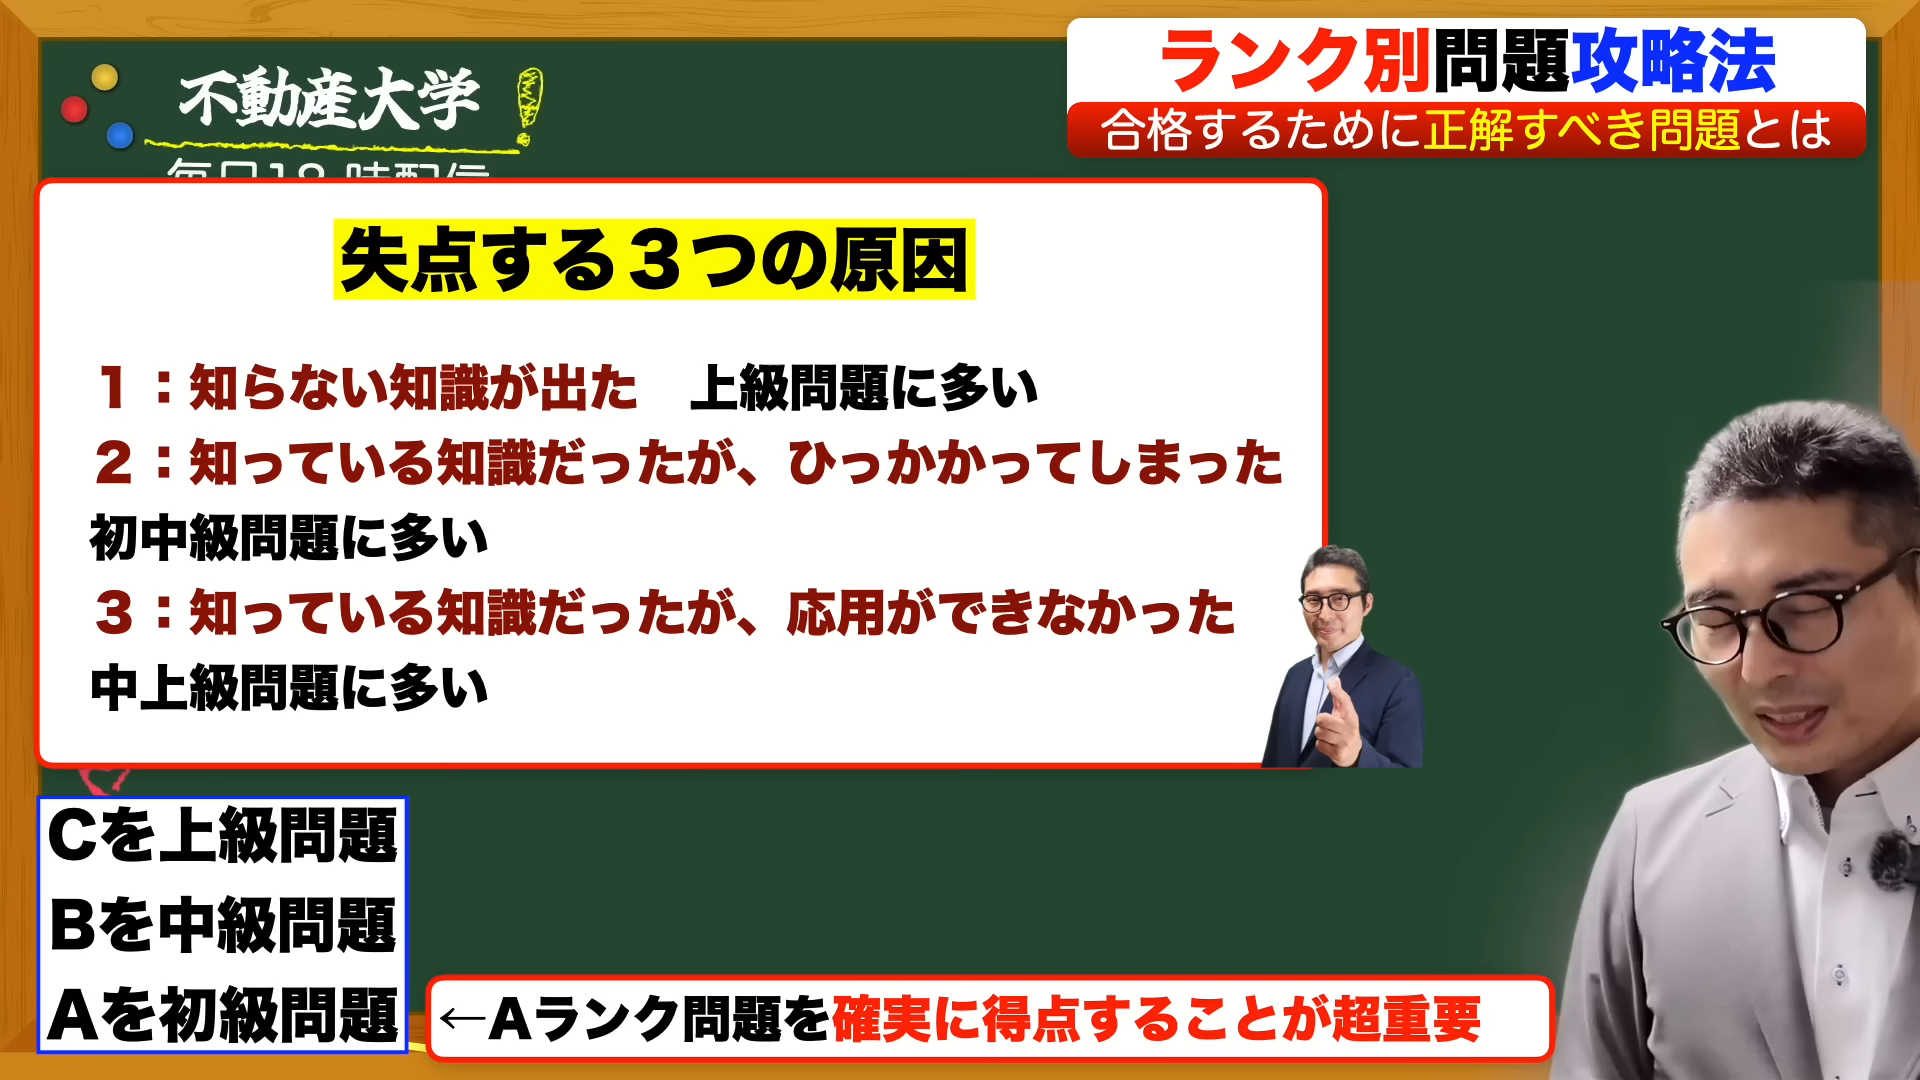 不動産大学
毎日18時配信
ランク別問題攻略法
合格するために正解すべき問題とは
失点する３つの原因
１：知らない知識が出た　上級問題に多い
２：知っている知識だったが、ひっかかってしまった
初中級問題に多い
３：知っている知識だったが、応用ができなかった
中上級問題に多い
Cを上級問題
Bを中級問題
Aを初級問題
←Aランク問題を確実に得点することが超重要